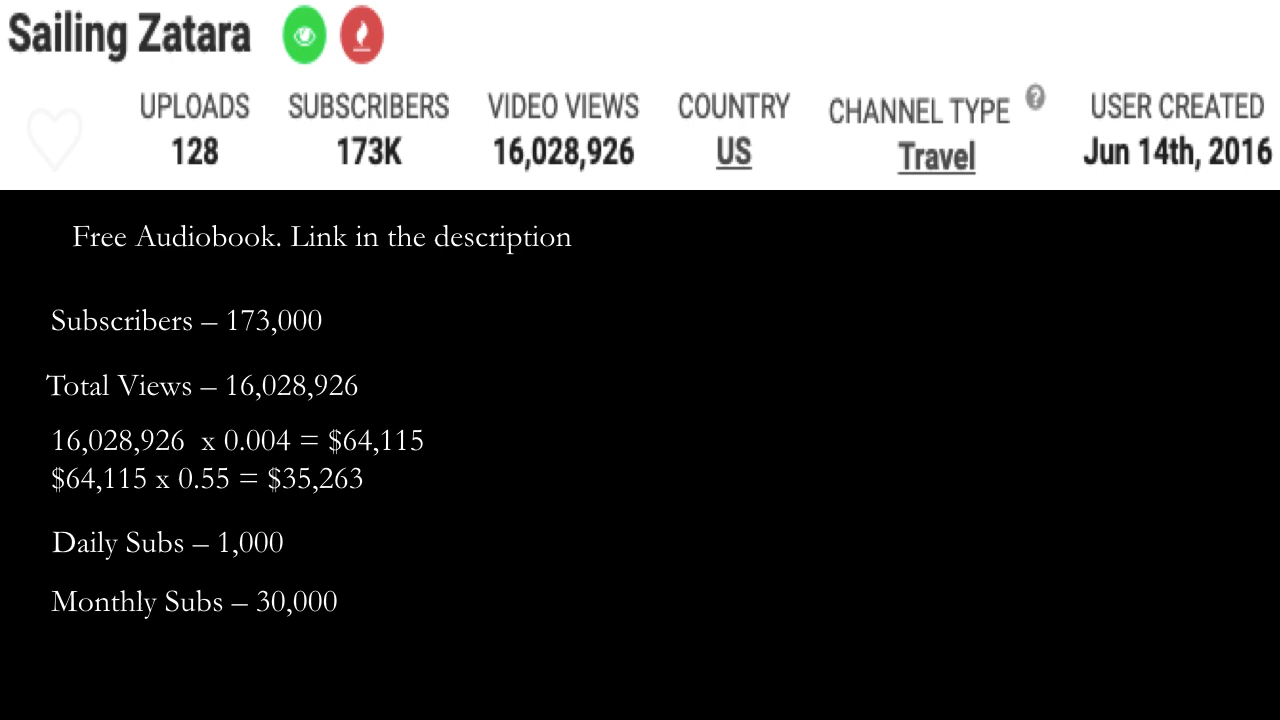 Sailing Zatara
UPLOADS SUBSCRIBERS VIDEO VIEWS COUNTRY CHANNEL TYPE ? USER CREATED
128 173K 16,028,926 US Travel Jun 14th, 2016
Free Audiobook. Link in the description
Subscribers – 173,000
Total Views – 16,028,926
16,028,926 x 0.004 = $64,115
$64,115 x 0.55 = $35,263
Daily Subs – 1,000
Monthly Subs – 30,000